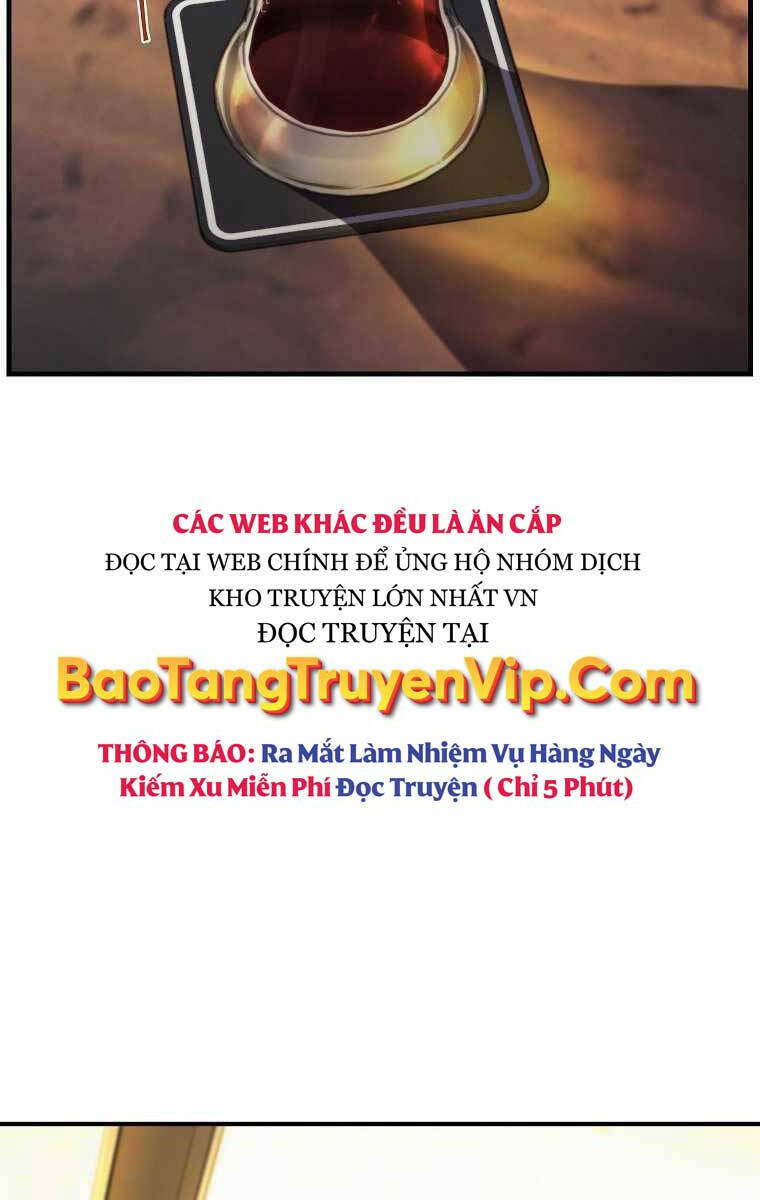 CÁC WEB KHÁC ĐỀU LÀ ĂN CẮP
ĐỌC TẠI WEB CHÍNH ĐỂ ỦNG HỘ NHÓM DỊCH
KHO TRUYỆN LỚN NHẤT VN
ĐỌC TRUYỆN TẠI
BaoTangTruyenVip.Com
THÔNG BÁO: Ra Mắt Làm Nhiệm Vụ Hàng Ngày
Kiếm Xu Miễn Phí Đọc Truyện ( Chỉ 5 Phút)